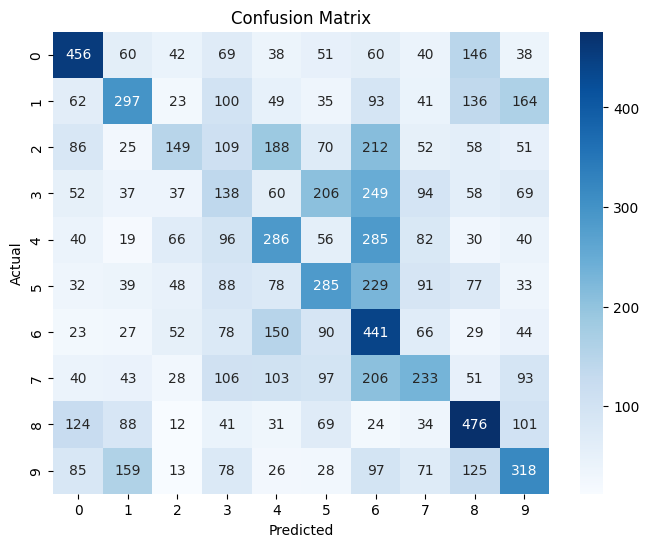 Confusion Matrix
0 456 60 42 69 38 51 60 40 146 38
1 62 297 23 100 49 35 93 41 136 164
2 86 25 149 109 188 70 212 52 58 51
3 52 37 37 138 60 206 249 94 58 69
4 40 19 66 96 286 56 285 82 30 40
5 32 39 48 88 78 285 229 91 77 33
6 23 27 52 78 150 90 441 66 29 44
7 40 43 28 106 103 97 206 233 51 93
8 124 88 12 41 31 69 24 34 476 101
9 85 159 13 78 26 28 97 71 125 318
0 1 2 3 4 5 6 7 8 9
Predicted
Actual
400
300
200
100